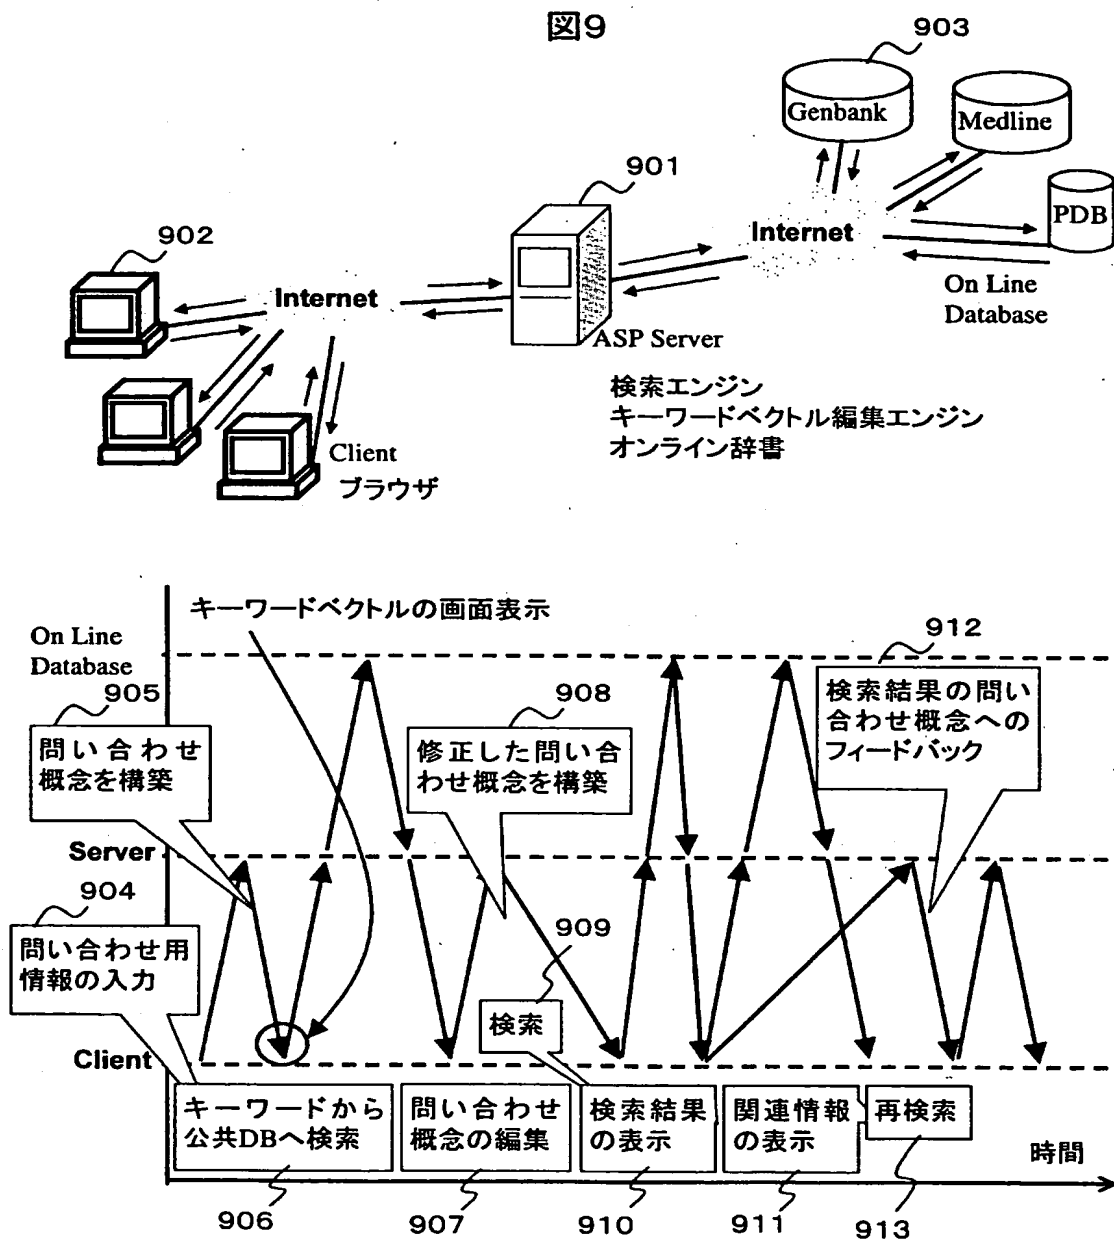 図9
903
Genbank
Medline
901
PDB
902
Internet
Internet
On Line
Database
ASP Server
検索エンジン
キーワードベクトル編集エンジン
オンライン辞書
Client
ブラウザ
キーワードベクトルの画面表示
On Line
Database
912
検索結果の問い
合わせ概念への
フィードバック
905
問い合わせ
概念を構築
908
修正した問い合
わせ概念を構築
Server
904
問い合わせ用
情報の入力
909
検索
Client
キーワードから
公共DBへ検索
問い合わせ
概念の編集
検索結果
の表示
関連情報
の表示
再検索
時間
906
907
910
911
913